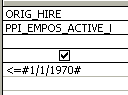 ORIG_HIRE
PPI_EMPOS_ACTIVE_I
<=#1/1/1970#